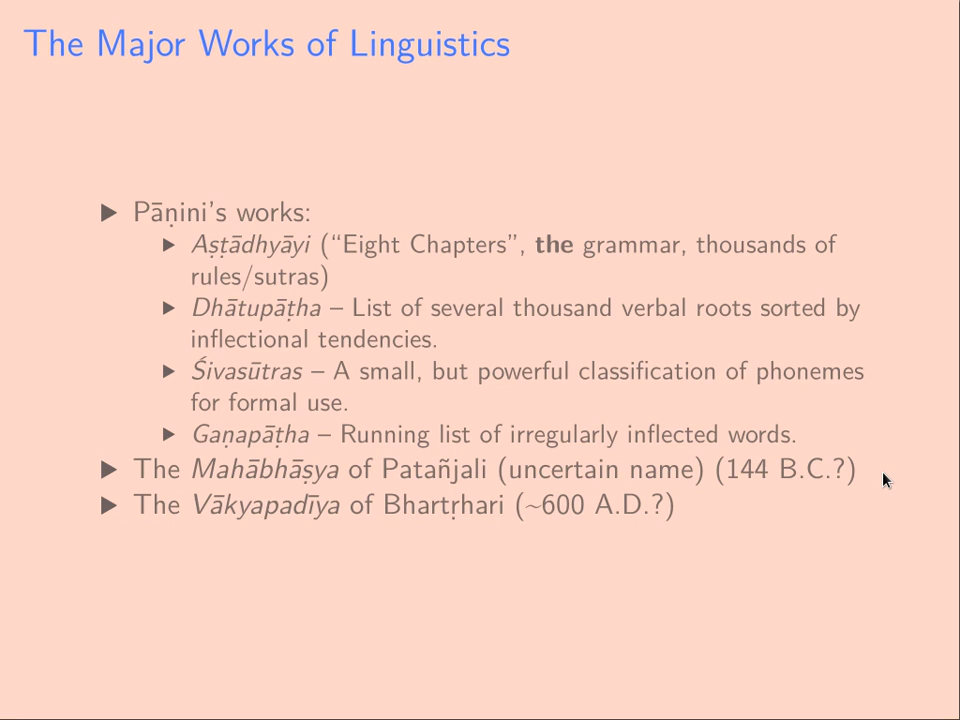 The Major Works of Linguistics
▶ Pāṇini's works:
▶ Aṣṭādhyāyi (“Eight Chapters”, the grammar, thousands of
rules/sutras)
▶ Dhātupāṭha – List of several thousand verbal roots sorted by
inflectional tendencies.
▶ Śivasūtras – A small, but powerful classification of phonemes
for formal use.
▶ Gaṇapāṭha – Running list of irregularly inflected words.
▶ The Mahābhāṣya of Patañjali (uncertain name) (144 B.C.?)
▶ The Vākyapadīya of Bhartṛhari (~600 A.D.?)